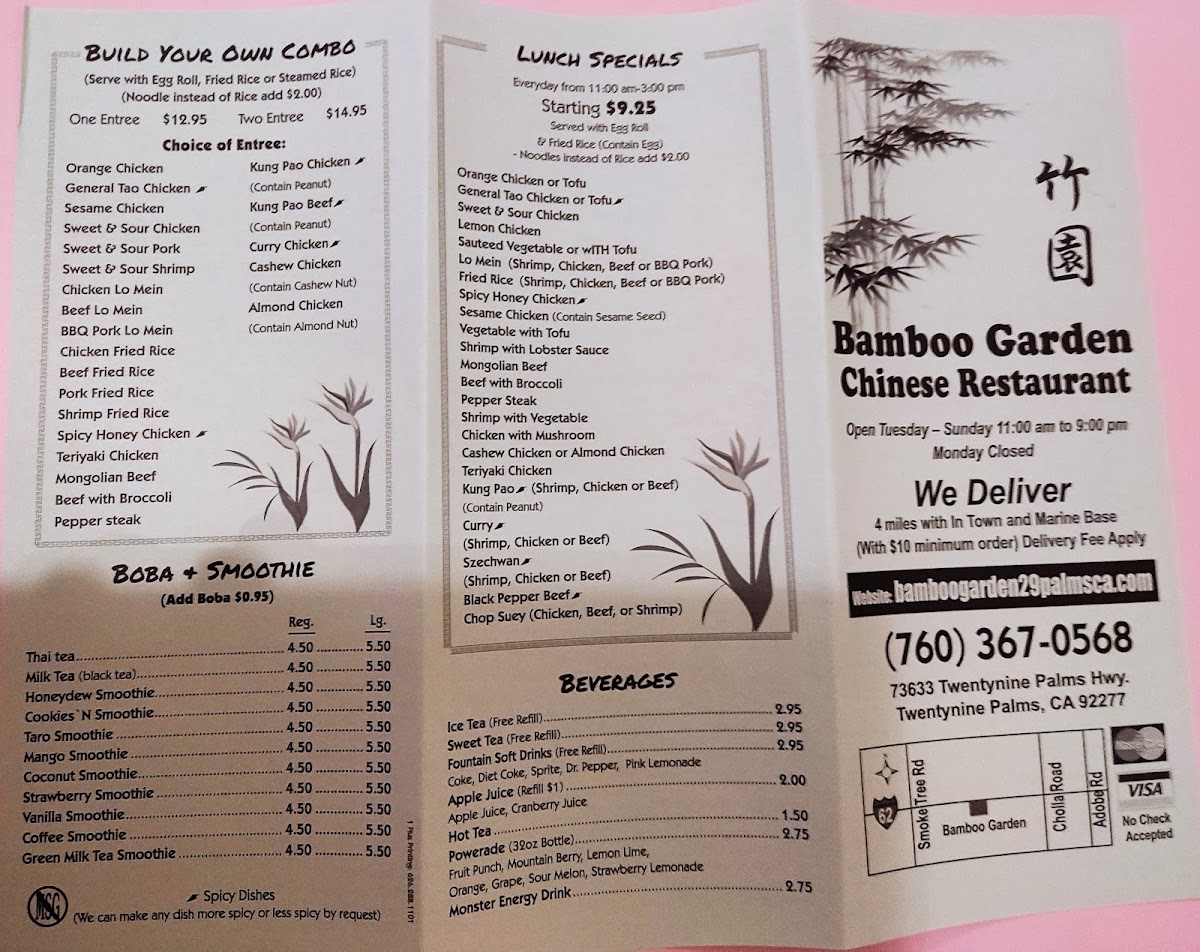 BUILD YOUR OWN COMBO
(Serve with Egg Roll, Fried Rice or Steamed Rice)
(Noodle instead of Rice add $2.00)
One Entree $12.95 Two Entree $14.95
Choice of Entree:
Orange Chicken
General Tao Chicken
Sesame Chicken
Sweet & Sour Chicken
Sweet & Sour Pork
Sweet & Sour Shrimp
Chicken Lo Mein
Beef Lo Mein
BBQ Pork Lo Mein
Chicken Fried Rice
Beef Fried Rice
Pork Fried Rice
Shrimp Fried Rice
Spicy Honey Chicken
Teriyaki Chicken
Mongolian Beef
Beef with Broccoli
Pepper steak
Kung Pao Chicken
(Contain Peanut)
Kung Pao Beef
(Contain Peanut)
Curry Chicken
Cashew Chicken
(Contain Cashew Nut)
Almond Chicken
(Contain Almond Nut)
BOBA + SMOOTHIE
(Add Boba $0.95)
Reg. Lg.
Thai tea 4.50 5.50
Milk Tea (black tea) 4.50 5.50
Honeydew Smoothie 4.50 5.50
Cookies`N Smoothie 4.50 5.50
Taro Smoothie 4.50 5.50
Mango Smoothie 4.50 5.50
Coconut Smoothie 4.50 5.50
Strawberry Smoothie 4.50 5.50
Vanilla Smoothie 4.50 5.50
Coffee Smoothie 4.50 5.50
Green Milk Tea Smoothie 4.50 5.50
MSG
Spicy Dishes
(We can make any dish more spicy or less spicy by request)
1 Plus Printing: 626.288.1101
LUNCH SPECIALS
Everyday from 11:00 am-3:00 pm
Starting $9.25
Served with Egg Roll
& Fried Rice (Contain Egg)
- Noodles instead of Rice add $2.00
Orange Chicken or Tofu
General Tao Chicken or Tofu
Sweet & Sour Chicken
Lemon Chicken
Sauteed Vegetable or wITH Tofu
Lo Mein (Shrimp, Chicken, Beef or BBQ Pork)
Fried Rice (Shrimp, Chicken, Beef or BBQ Pork)
Spicy Honey Chicken
Sesame Chicken (Contain Sesame Seed)
Vegetable with Tofu
Shrimp with Lobster Sauce
Mongolian Beef
Beef with Broccoli
Pepper Steak
Shrimp with Vegetable
Chicken with Mushroom
Cashew Chicken or Almond Chicken
Teriyaki Chicken
Kung Pao (Shrimp, Chicken or Beef)
(Contain Peanut)
Curry
(Shrimp, Chicken or Beef)
Szechwan
(Shrimp, Chicken or Beef)
Black Pepper Beef
Chop Suey (Chicken, Beef, or Shrimp)
BEVERAGES
Ice Tea (Free Refill) 2.95
Sweet Tea (Free Refill) 2.95
Fountain Soft Drinks (Free Refill) 2.95
Coke, Diet Coke, Sprite, Dr. Pepper, Pink Lemonade
Apple Juice (Refill $1) 2.00
Apple Juice, Cranberry Juice
Hot Tea 1.50
Powerade (32oz Bottle) 2.75
Fruit Punch, Mountain Berry, Lemon Lime,
Orange, Grape, Sour Melon, Strawberry Lemonade
Monster Energy Drink 2.75
竹
園
Bamboo Garden
Chinese Restaurant
Open Tuesday – Sunday 11:00 am to 9:00 pm
Monday Closed
We Deliver
4 miles with In Town and Marine Base
(With $10 minimum order) Delivery Fee Apply
Website: bamboogarden29palmsca.com
(760) 367-0568
73633 Twentynine Palms Hwy.
Twentynine Palms, CA 92277
62
Smoke Tree Rd
Bamboo Garden
Cholla Road
Adobe Rd
MasterCard
VISA
No Check
Accepted